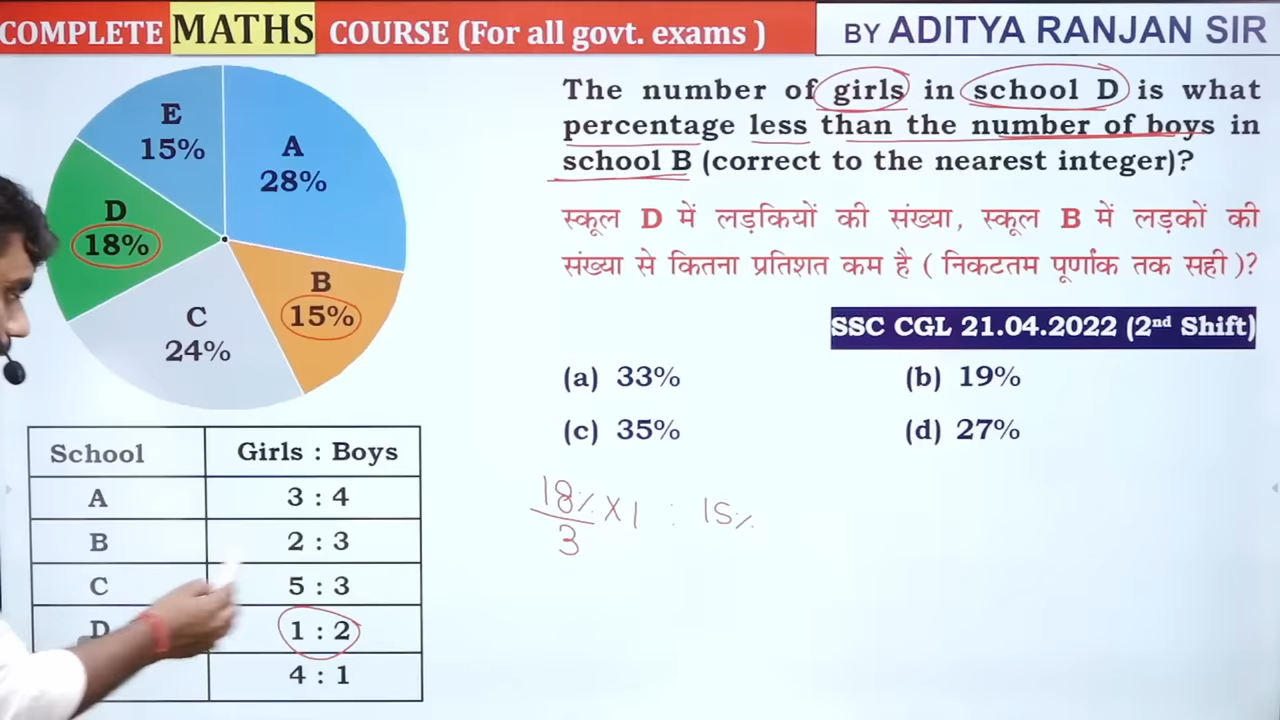 COMPLETE MATHS COURSE (For all govt. exams )
BY ADITYA RANJAN SIR
E
15%
A
28%
D
18%
B
15%
C
24%
The number of girls in school D is what
percentage less than the number of boys in
school B (correct to the nearest integer)?
स्कूल D में लड़कियों की संख्या, स्कूल B में लड़कों की
संख्या से कितना प्रतिशत कम है ( निकटतम पूर्णांक तक सही )?
SSC CGL 21.04.2022 (2nd Shift)
(a) 33%
(b) 19%
(c) 35%
(d) 27%
School Girls : Boys
A 3 : 4
B 2 : 3
C 5 : 3
D 1 : 2
4 : 1
18%/3 × 1 : 15%